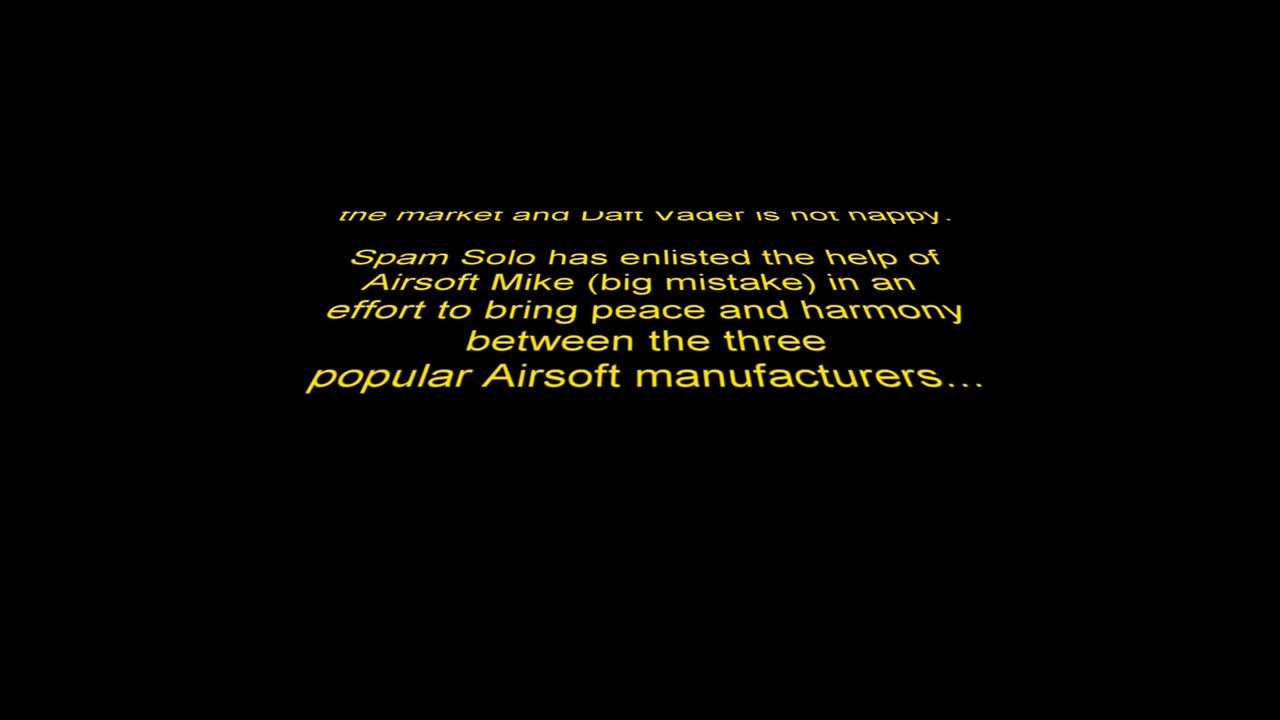 the market and Daft Vader is not happy.
Spam Solo has enlisted the help of
Airsoft Mike (big mistake) in an
effort to bring peace and harmony
between the three
popular Airsoft manufacturers...